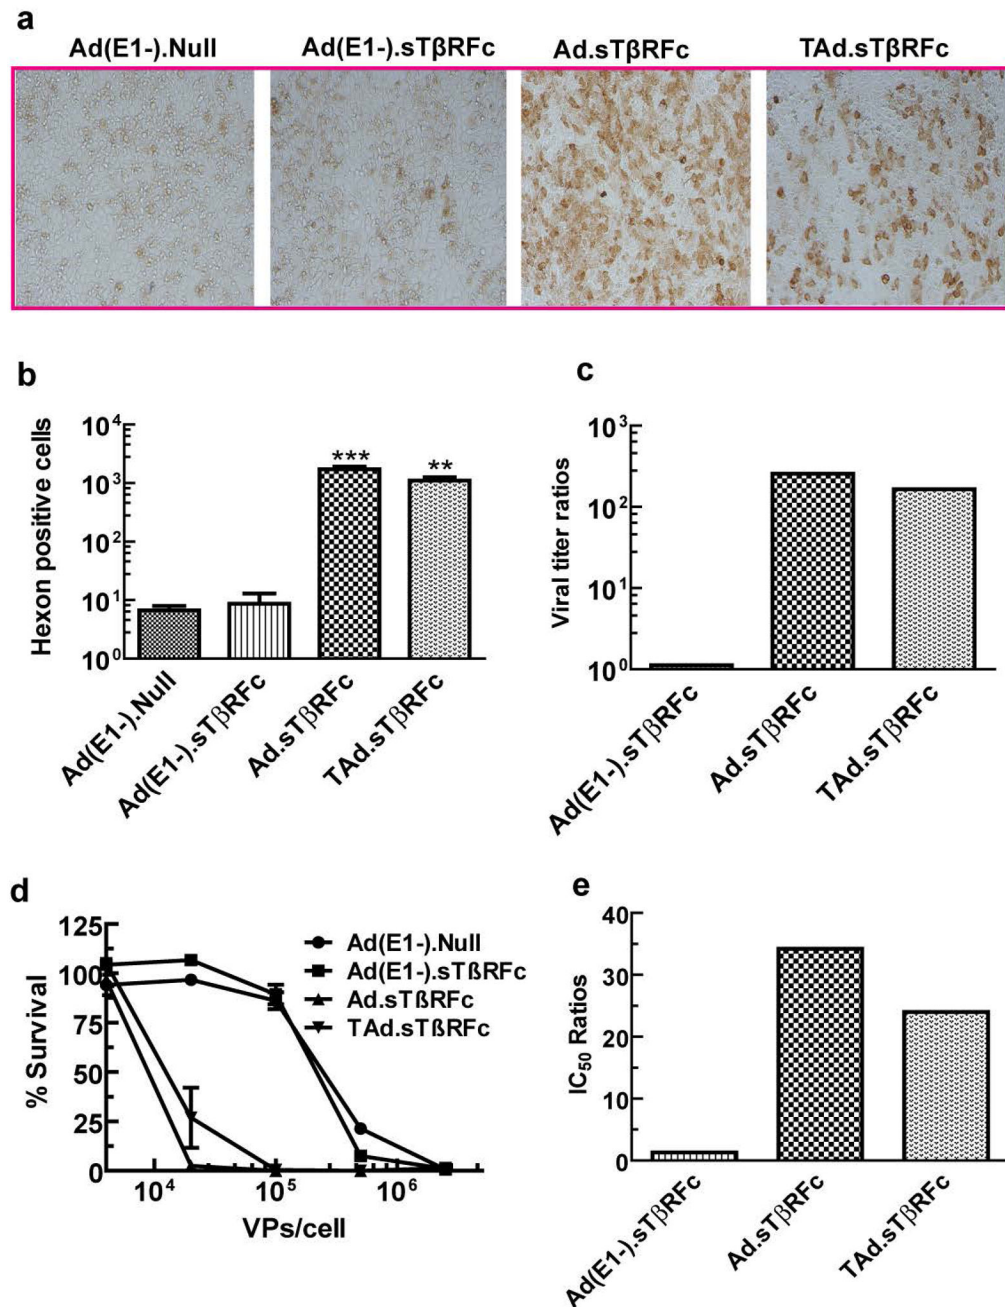 a
Ad(E1-).Null Ad(E1-).sTβRFc Ad.sTβRFc TAd.sTβRFc
b
Hexon positive cells
10⁴
10³
10²
10¹
10⁰
***
**
Ad(E1-).Null
Ad(E1-).sTβRFc
Ad.sTβRFc
TAd.sTβRFc
c
Viral titer ratios
10³
10²
10¹
10⁰
Ad(E1-).sTβRFc
Ad.sTβRFc
TAd.sTβRFc
d
% Survival
125
100
75
50
25
0
Ad(E1-).Null
Ad(E1-).sTßRFc
Ad.sTßRFc
TAd.sTßRFc
10⁴ 10⁵ 10⁶
VPs/cell
e
IC₅₀ Ratios
40
30
20
10
0
Ad(E1-).sTβRFc
Ad.sTβRFc
TAd.sTβRFc